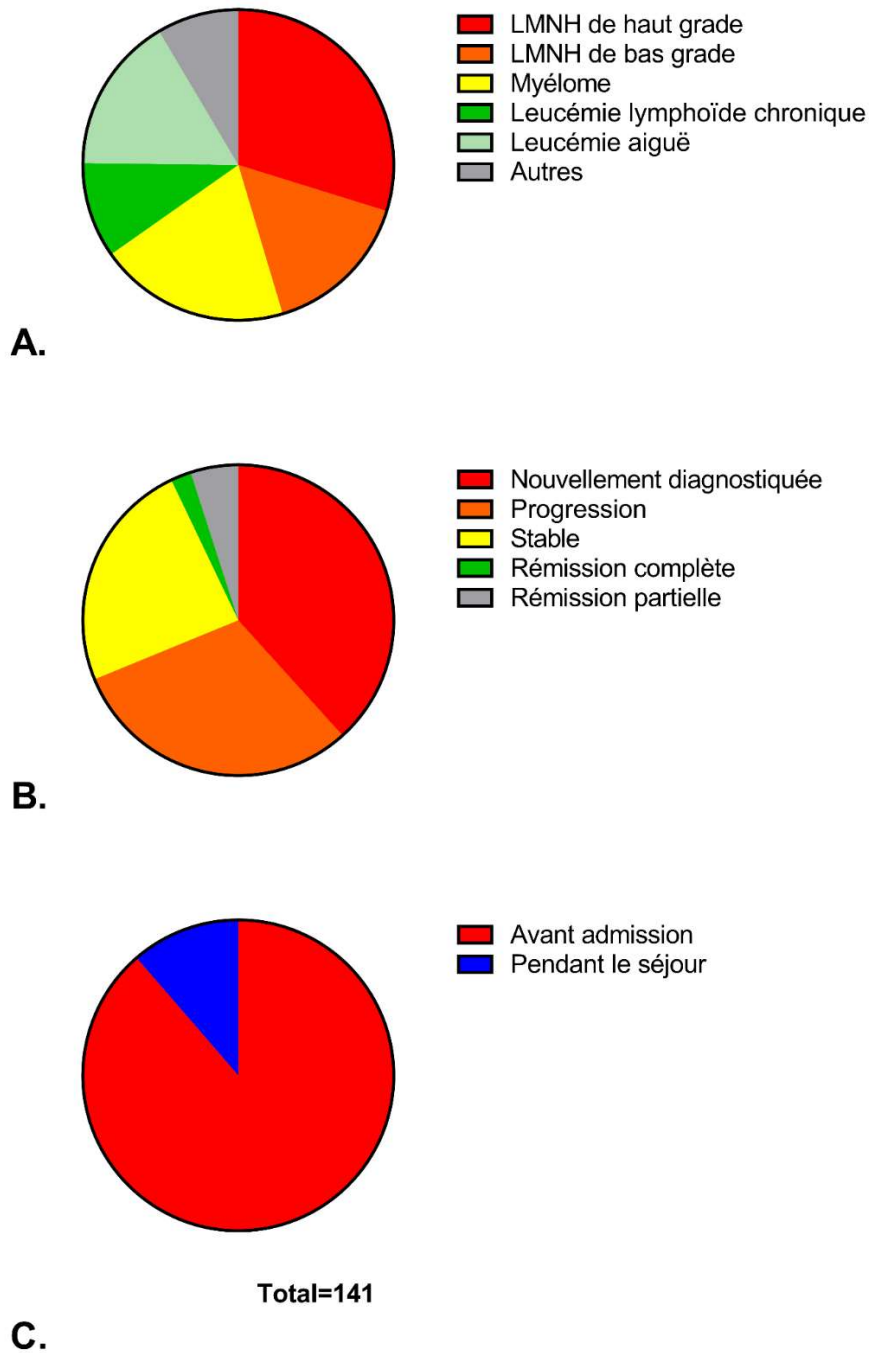 LMNH de haut grade
LMNH de bas grade
Myélome
Leucémie lymphoïde chronique
Leucémie aiguë
Autres
A.
Nouvellement diagnostiquée
Progression
Stable
Rémission complète
Rémission partielle
B.
Avant admission
Pendant le séjour
Total=141
C.